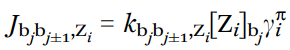 J_{b_j b_{j±1},Z_i} = k_{b_j b_{j±1},Z_i}[Z_i]_{b_j} γ_i^π